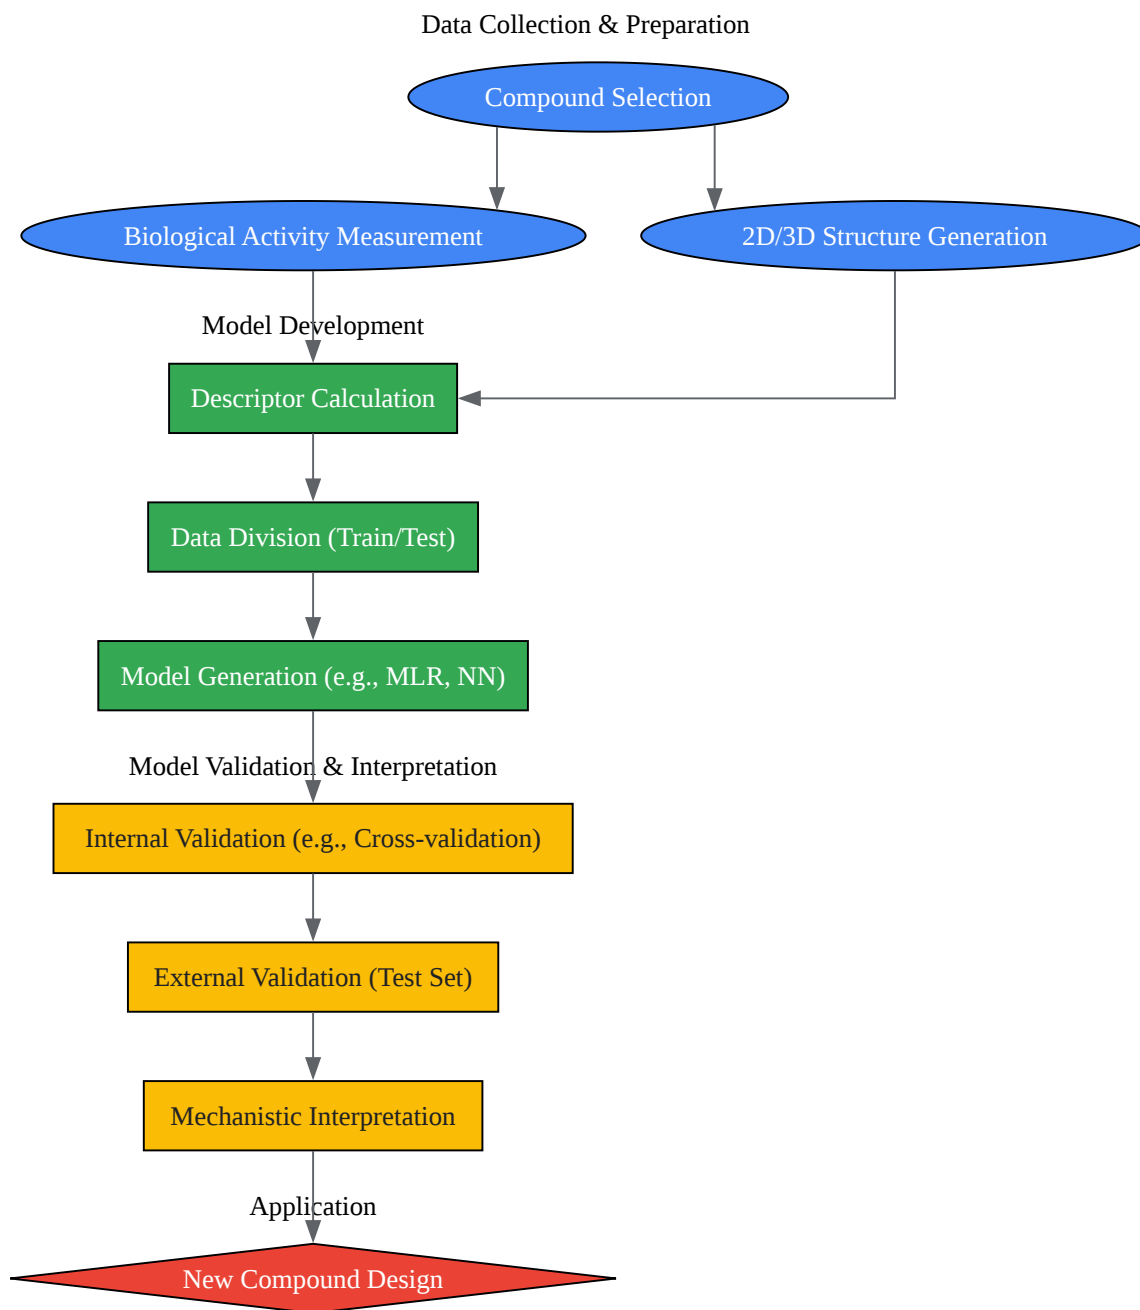 Data Collection & Preparation
Compound Selection
Biological Activity Measurement
2D/3D Structure Generation
Model Development
Descriptor Calculation
Data Division (Train/Test)
Model Generation (e.g., MLR, NN)
Model Validation & Interpretation
Internal Validation (e.g., Cross-validation)
External Validation (Test Set)
Mechanistic Interpretation
Application
New Compound Design